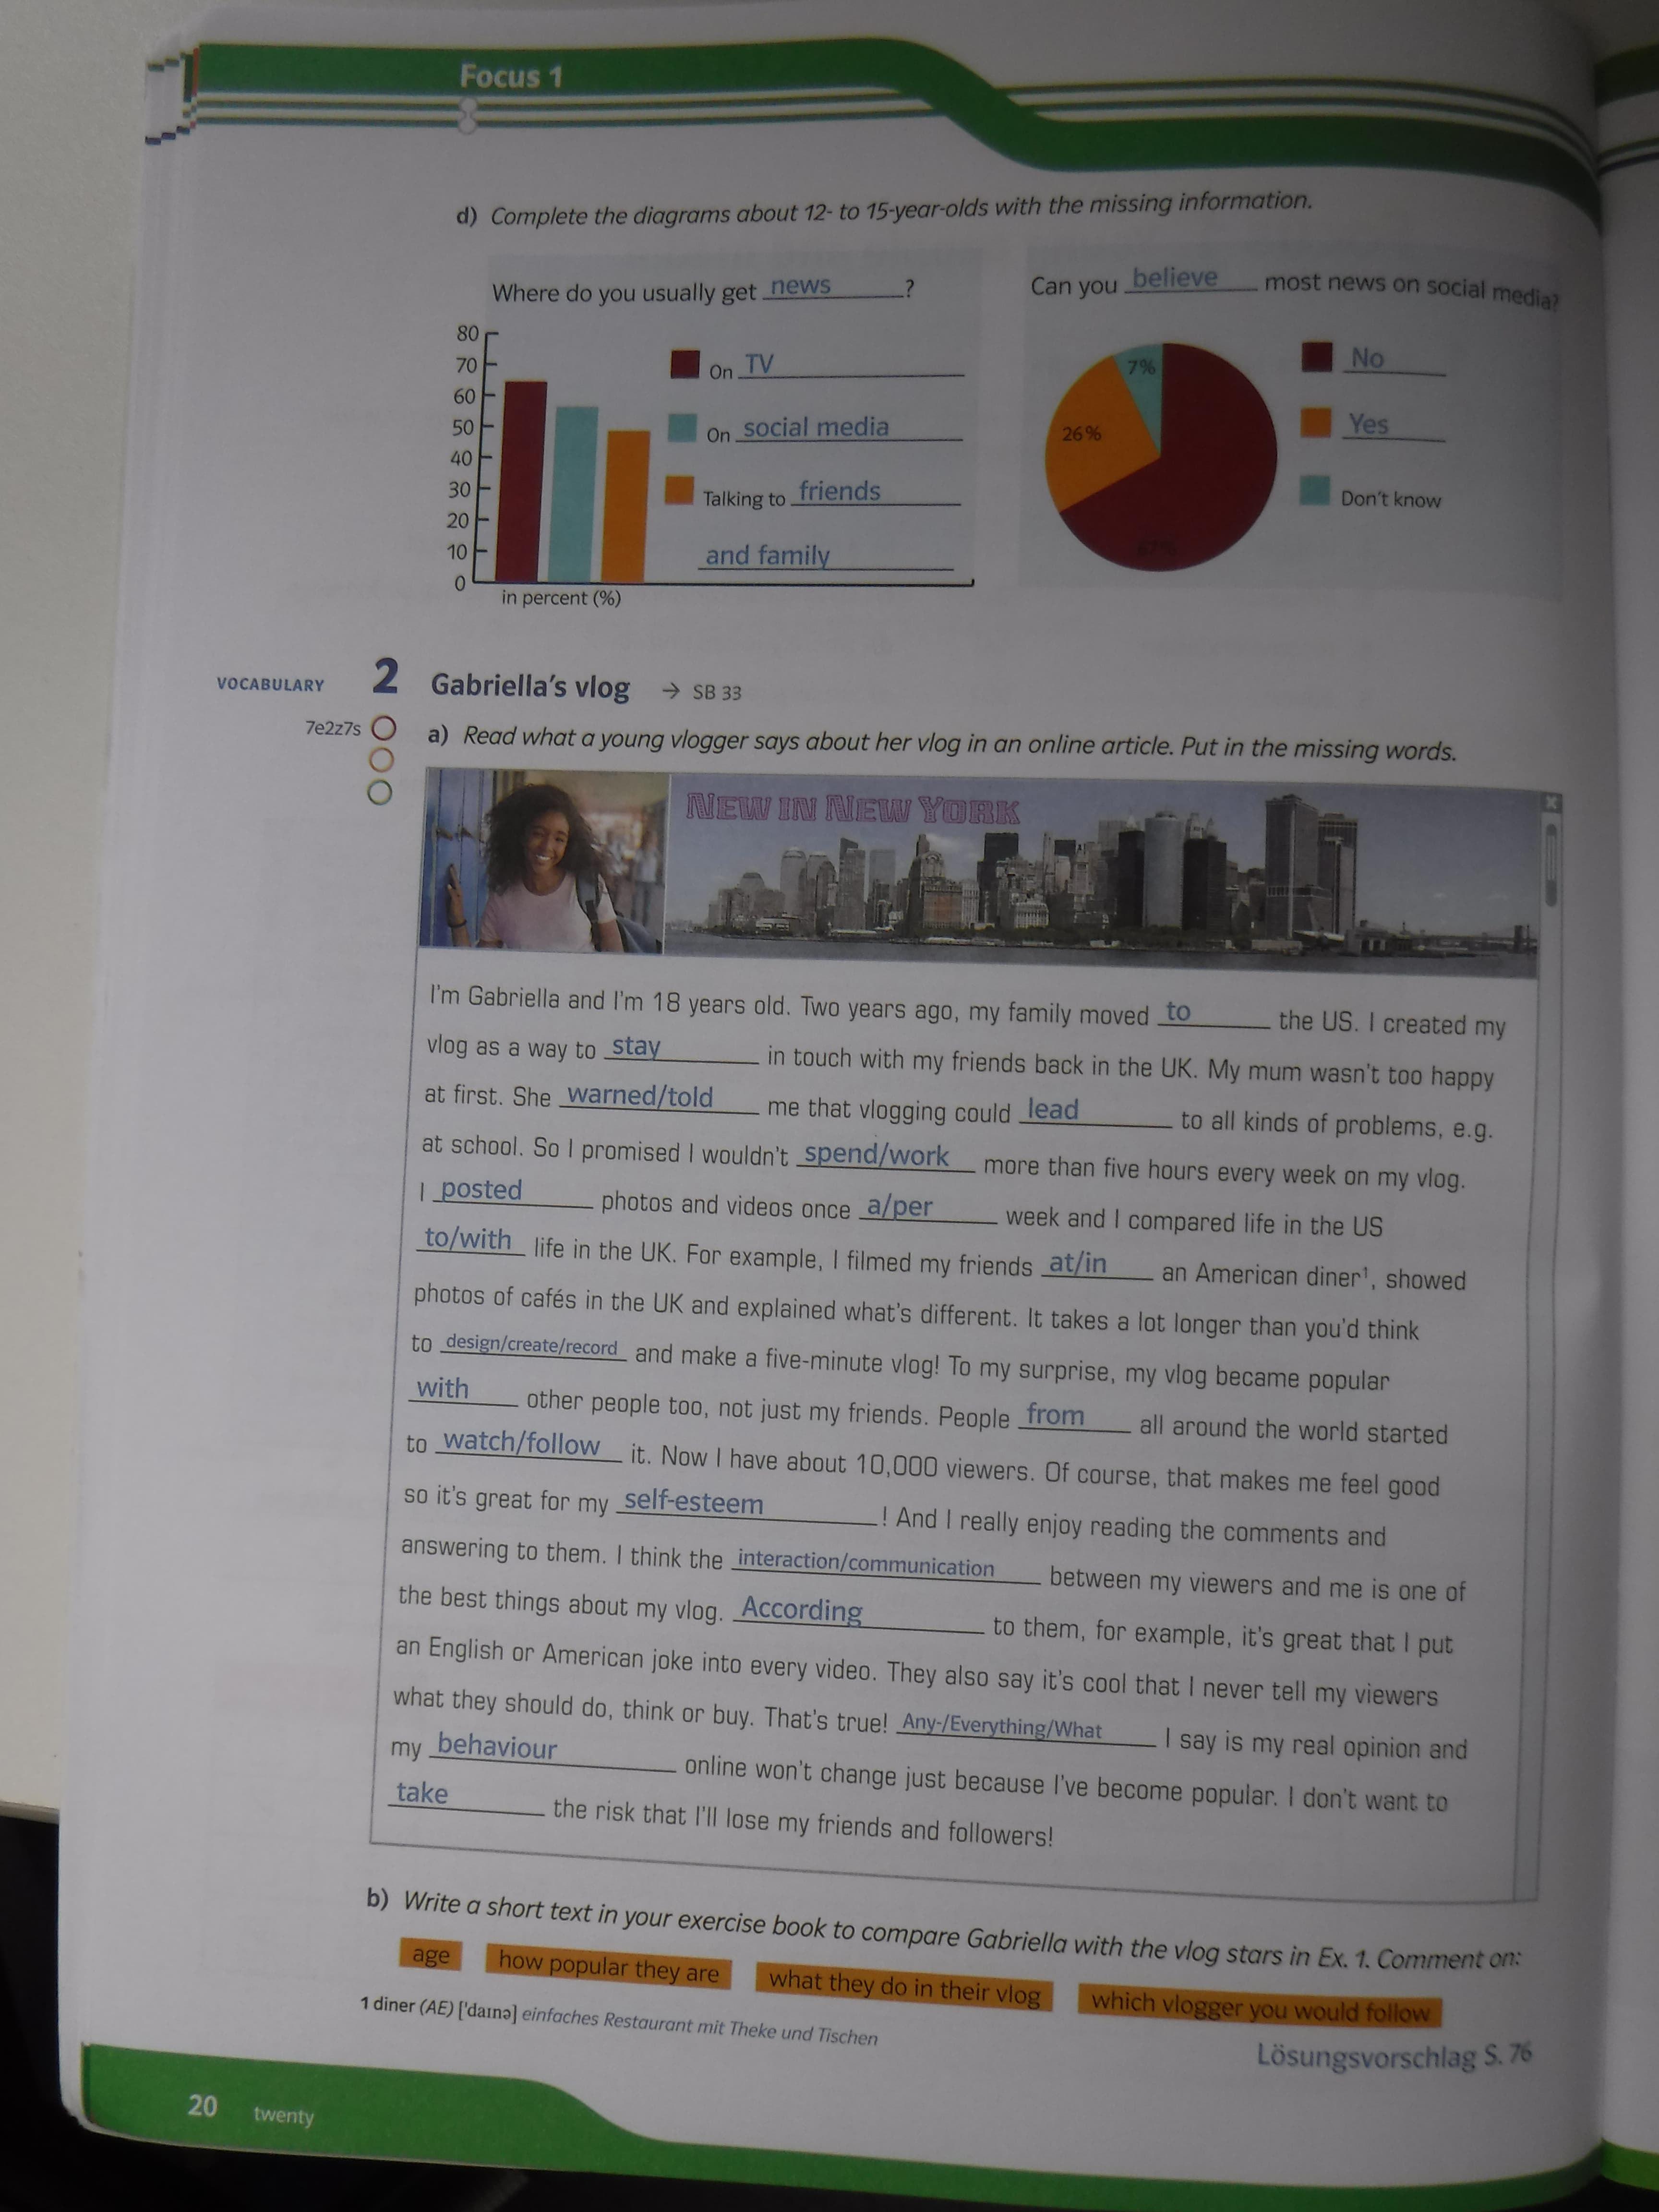 Focus 1
d) Complete the diagrams about 12- to 15-year-olds with the missing information.
Where do you usually get news ?
80
70
60
50
40
30
20
10
0
in percent (%)
On TV
On social media
Talking to friends
and family
Can you believe most news on social media?
7%
26%
67%
No
Yes
Don't know
VOCABULARY 2 Gabriella's vlog → SB 33
7e2z7s
a) Read what a young vlogger says about her vlog in an online article. Put in the missing words.
NEW IN NEW YORK
x
I'm Gabriella and I'm 18 years old. Two years ago, my family moved to the US. I created my
vlog as a way to stay in touch with my friends back in the UK. My mum wasn't too happy
at first. She warned/told me that vlogging could lead to all kinds of problems, e.g.
at school. So I promised I wouldn't spend/work more than five hours every week on my vlog.
I posted photos and videos once a/per week and I compared life in the US
to/with life in the UK. For example, I filmed my friends at/in an American diner¹, showed
photos of cafés in the UK and explained what's different. It takes a lot longer than you'd think
to design/create/record and make a five-minute vlog! To my surprise, my vlog became popular
with other people too, not just my friends. People from all around the world started
to watch/follow it. Now I have about 10,000 viewers. Of course, that makes me feel good
so it's great for my self-esteem ! And I really enjoy reading the comments and
answering to them. I think the interaction/communication between my viewers and me is one of
the best things about my vlog. According to them, for example, it's great that I put
an English or American joke into every video. They also say it's cool that I never tell my viewers
what they should do, think or buy. That's true! Any-/Everything/What I say is my real opinion and
my behaviour online won't change just because I've become popular. I don't want to
take the risk that I'll lose my friends and followers!
b) Write a short text in your exercise book to compare Gabriella with the vlog stars in Ex. 1. Comment on:
age how popular they are what they do in their vlog which vlogger you would follow
1 diner (AE) ['daɪnə] einfaches Restaurant mit Theke und Tischen
Lösungsvorschlag S. 76
20 twenty